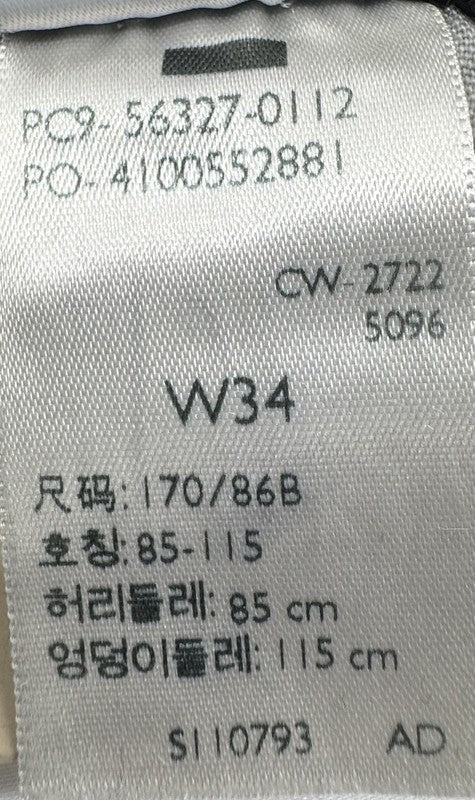 PC9-56327-0112
PO-4100552881
CW-2722
5096
W34
尺码: 170/86B
호칭: 85-115
허리둘레: 85 cm
엉덩이둘레: 115 cm
S110793 AD